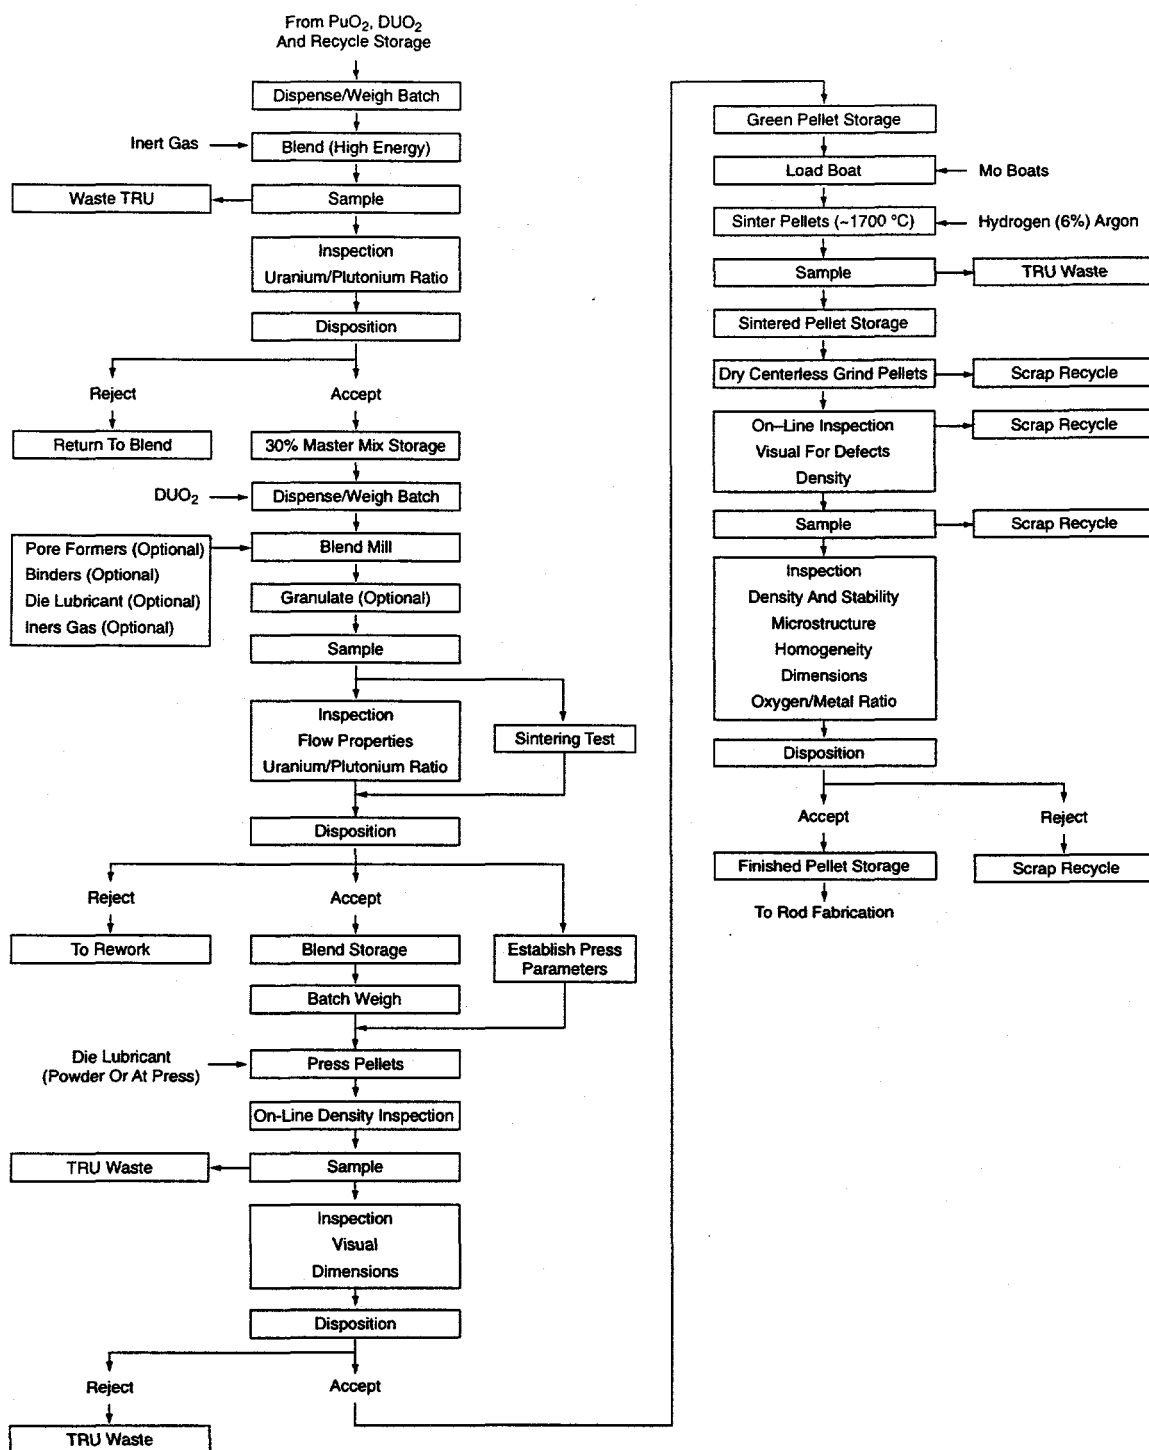 From PuO₂, DUO₂
And Recycle Storage
Dispense/Weigh Batch
Inert Gas
Blend (High Energy)
Waste TRU
Sample
Inspection
Uranium/Plutonium Ratio
Disposition
Reject
Accept
Return To Blend
30% Master Mix Storage
DUO₂
Dispense/Weigh Batch
Pore Formers (Optional)
Binders (Optional)
Die Lubricant (Optional)
Iners Gas (Optional)
Blend Mill
Granulate (Optional)
Sample
Inspection
Flow Properties
Uranium/Plutonium Ratio
Sintering Test
Disposition
Reject
Accept
To Rework
Blend Storage
Establish Press
Parameters
Batch Weigh
Die Lubricant
(Powder Or At Press)
Press Pellets
On-Line Density Inspection
TRU Waste
Sample
Inspection
Visual
Dimensions
Disposition
Reject
Accept
TRU Waste
Green Pellet Storage
Load Boat
Mo Boats
Sinter Pellets (~1700 °C)
Hydrogen (6%) Argon
Sample
TRU Waste
Sintered Pellet Storage
Dry Centerless Grind Pellets
Scrap Recycle
On–Line Inspection
Visual For Defects
Density
Scrap Recycle
Sample
Scrap Recycle
Inspection
Density And Stability
Microstructure
Homogeneity
Dimensions
Oxygen/Metal Ratio
Disposition
Accept
Reject
Finished Pellet Storage
Scrap Recycle
To Rod Fabrication